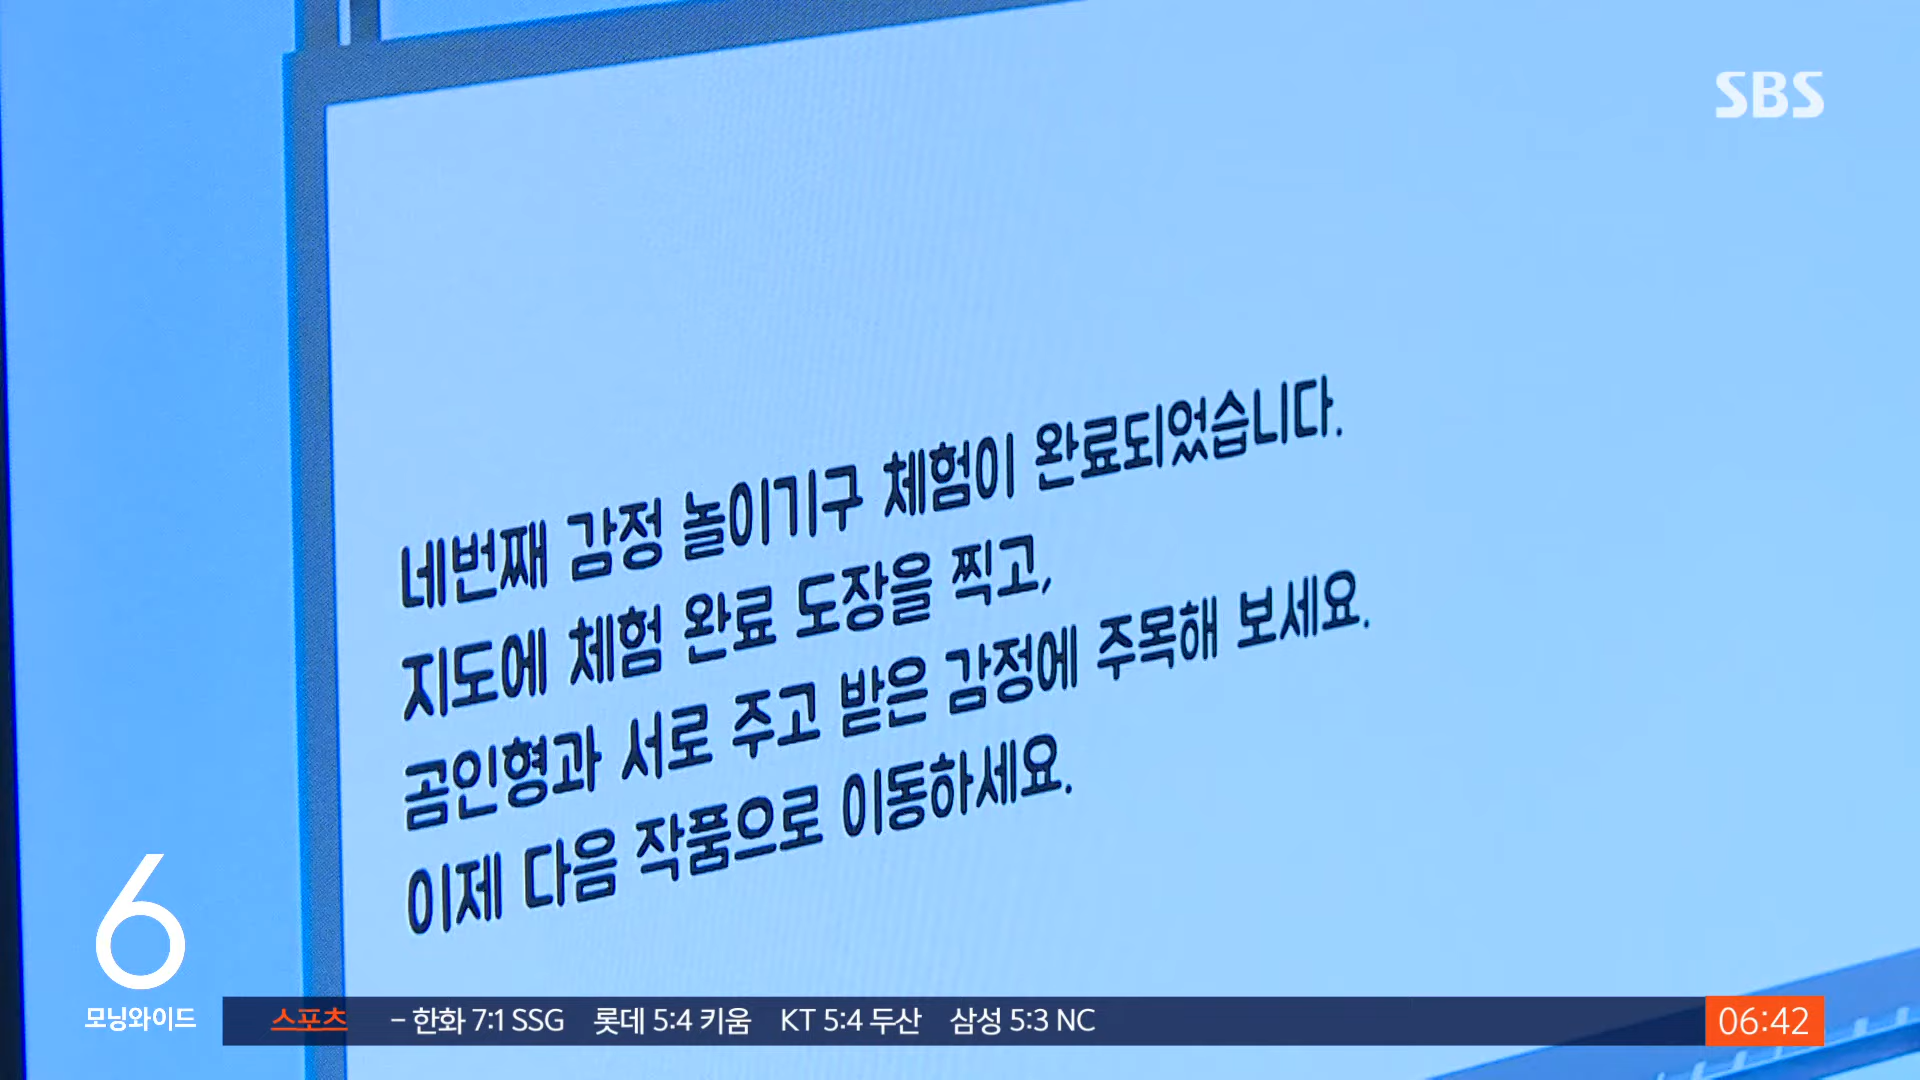 SBS
네번째 감정 놀이기구 체험이 완료되었습니다.
지도에 체험 완료 도장을 찍고,
곰인형과 서로 주고 받은 감정에 주목해 보세요.
이제 다음 작품으로 이동하세요.
6
모닝와이드
스포츠 – 한화 7:1 SSG 롯데 5:4 키움 KT 5:4 두산 삼성 5:3 NC 06:42